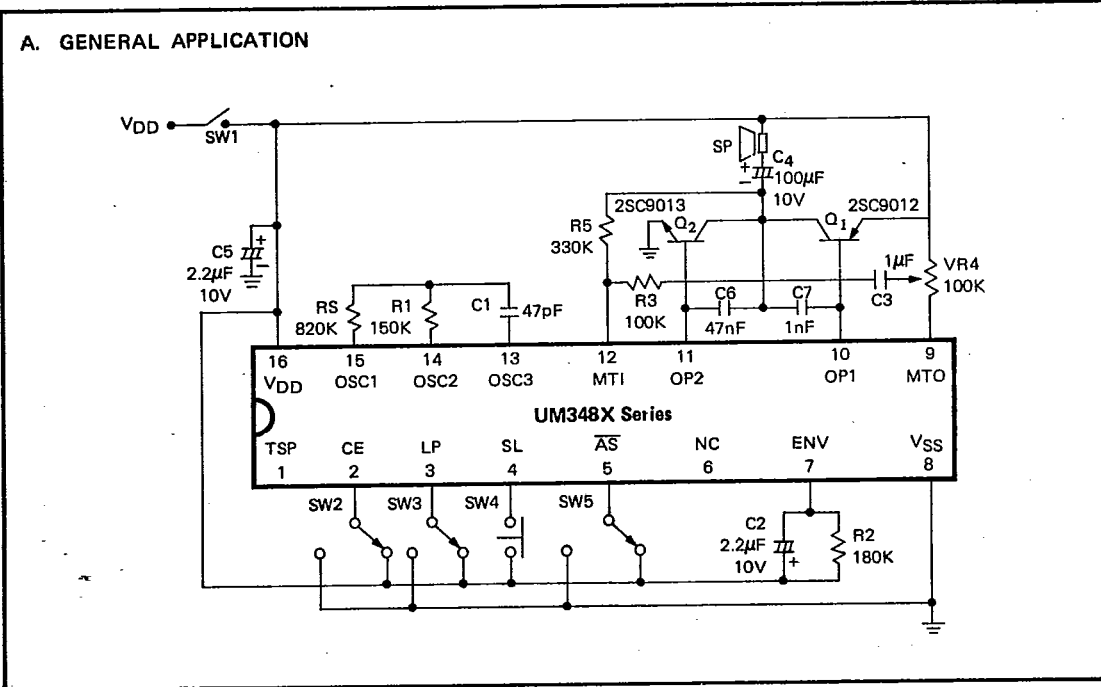 A. GENERAL APPLICATION
VDD
SW1
SP
+
C4
100µF
10V
−
2SC9013
2SC9012
Q2
Q1
R5
330K
C5
2.2µF
10V
+
−
1µF
C3
VR4
100K
RS
820K
R1
150K
C1
47pF
R3
100K
C6
47nF
C7
1nF
16
15
14
13
12
11
10
9
VDD
OSC1
OSC2
OSC3
MTI
OP2
OP1
MTO
UM348X Series
TSP
CE
LP
SL
AS
NC
ENV
VSS
1
2
3
4
5
6
7
8
SW2
SW3
SW4
SW5
C2
2.2µF
10V
+
R2
180K